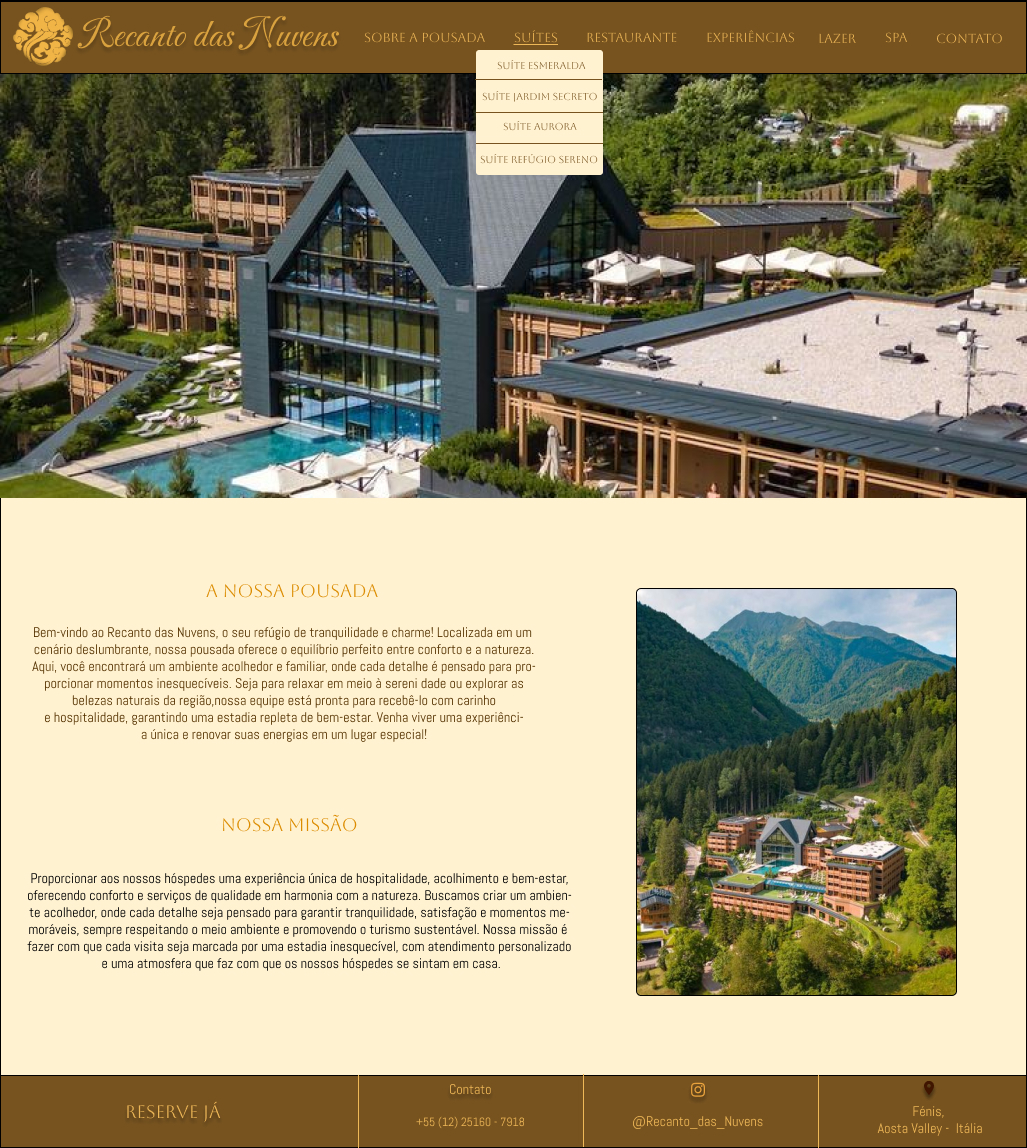 Recanto das Nuvens
SOBRE A POUSADA
SUÍTES
RESTAURANTE
EXPERIÊNCIAS
LAZER
SPA
CONTATO
SUÍTE ESMERALDA
SUÍTE JARDIM SECRETO
SUÍTE AURORA
SUÍTE REFÚGIO SERENO
A NOSSA POUSADA
Bem-vindo ao Recanto das Nuvens, o seu refúgio de tranquilidade e charme! Localizada em um
cenário deslumbrante, nossa pousada oferece o equilíbrio perfeito entre conforto e a natureza.
Aqui, você encontrará um ambiente acolhedor e familiar, onde cada detalhe é pensado para pro-
porcionar momentos inesquecíveis. Seja para relaxar em meio à sereni dade ou explorar as
belezas naturais da região,nossa equipe está pronta para recebê-lo com carinho
e hospitalidade, garantindo uma estadia repleta de bem-estar. Venha viver uma experiênci-
a única e renovar suas energias em um lugar especial!
NOSSA MISSÃO
Proporcionar aos nossos hóspedes uma experiência única de hospitalidade, acolhimento e bem-estar,
oferecendo conforto e serviços de qualidade em harmonia com a natureza. Buscamos criar um ambien-
te acolhedor, onde cada detalhe seja pensado para garantir tranquilidade, satisfação e momentos me-
moráveis, sempre respeitando o meio ambiente e promovendo o turismo sustentável. Nossa missão é
fazer com que cada visita seja marcada por uma estadia inesquecível, com atendimento personalizado
e uma atmosfera que faz com que os nossos hóspedes se sintam em casa.
RESERVE JÁ
Contato
+55 (12) 25160 - 7918
@Recanto_das_Nuvens
Fénis,
Aosta Valley - Itália